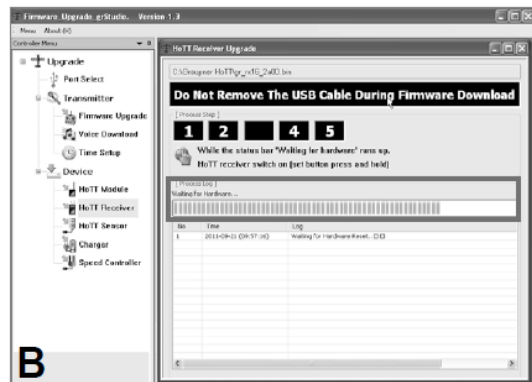 Firmware_Upgrade_grStudio. Version 1.3
Menu About (H)
Controller Menu
Upgrade
Port Select
Transmitter
Firmware Upgrade
Voice Download
Time Setup
Device
HoTT Module
HoTT Receiver
HoTT Sensor
Charger
Speed Controller
HoTT Receiver Upgrade
Do Not Remove The USB Cable During Firmware Download
[ Process Step ]
1 2 4 5
While the status bar "Waiting for hardware" runs up.
HoTT receiver switch on (set button press and hold)
[ Process Log ]
Waiting for Hardware...
No Time Log
1 Waiting for Hardware Reset...
B